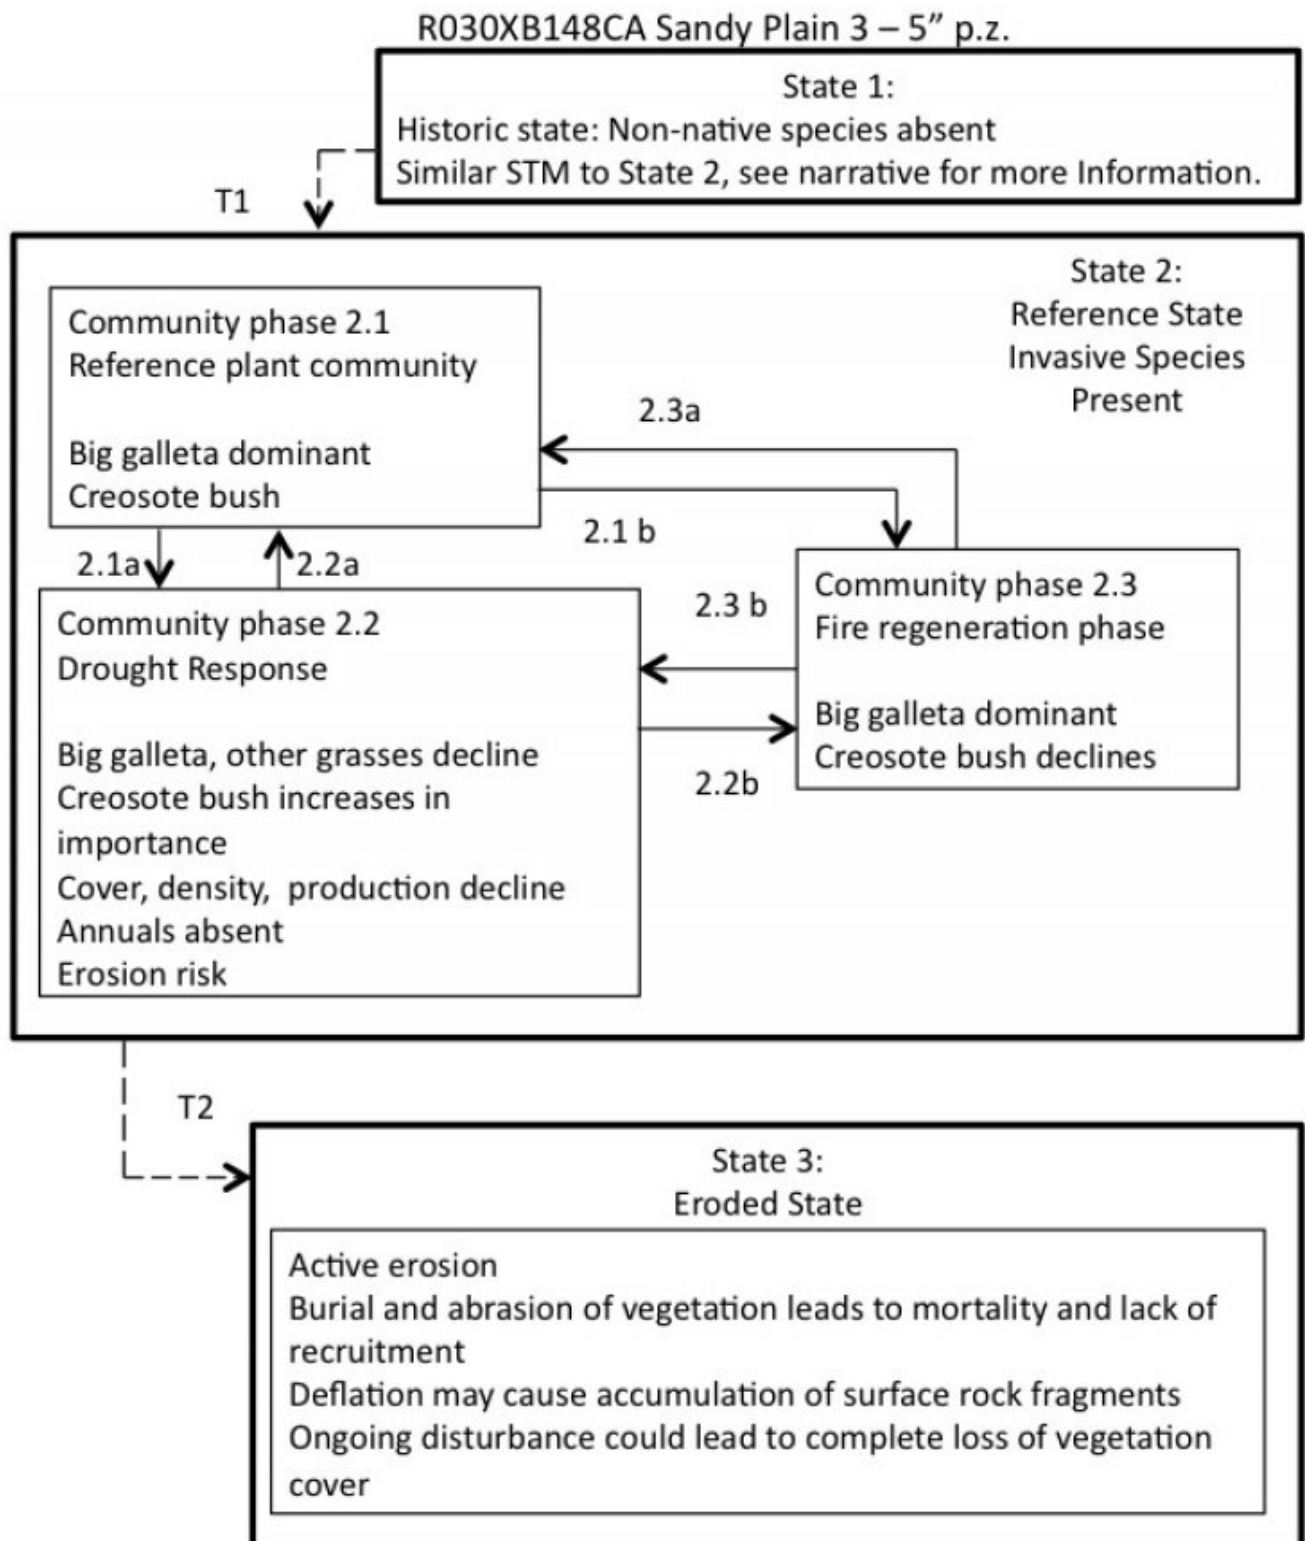 R030XB148CA Sandy Plain 3 – 5” p.z.
State 1:
Historic state: Non-native species absent
Similar STM to State 2, see narrative for more Information.
T1
State 2:
Reference State
Invasive Species
Present
Community phase 2.1
Reference plant community
Big galleta dominant
Creosote bush
2.3a
2.1 b
2.1a
2.2a
Community phase 2.2
Drought Response
Big galleta, other grasses decline
Creosote bush increases in
importance
Cover, density, production decline
Annuals absent
Erosion risk
2.3 b
2.2b
Community phase 2.3
Fire regeneration phase
Big galleta dominant
Creosote bush declines
T2
State 3:
Eroded State
Active erosion
Burial and abrasion of vegetation leads to mortality and lack of
recruitment
Deflation may cause accumulation of surface rock fragments
Ongoing disturbance could lead to complete loss of vegetation
cover